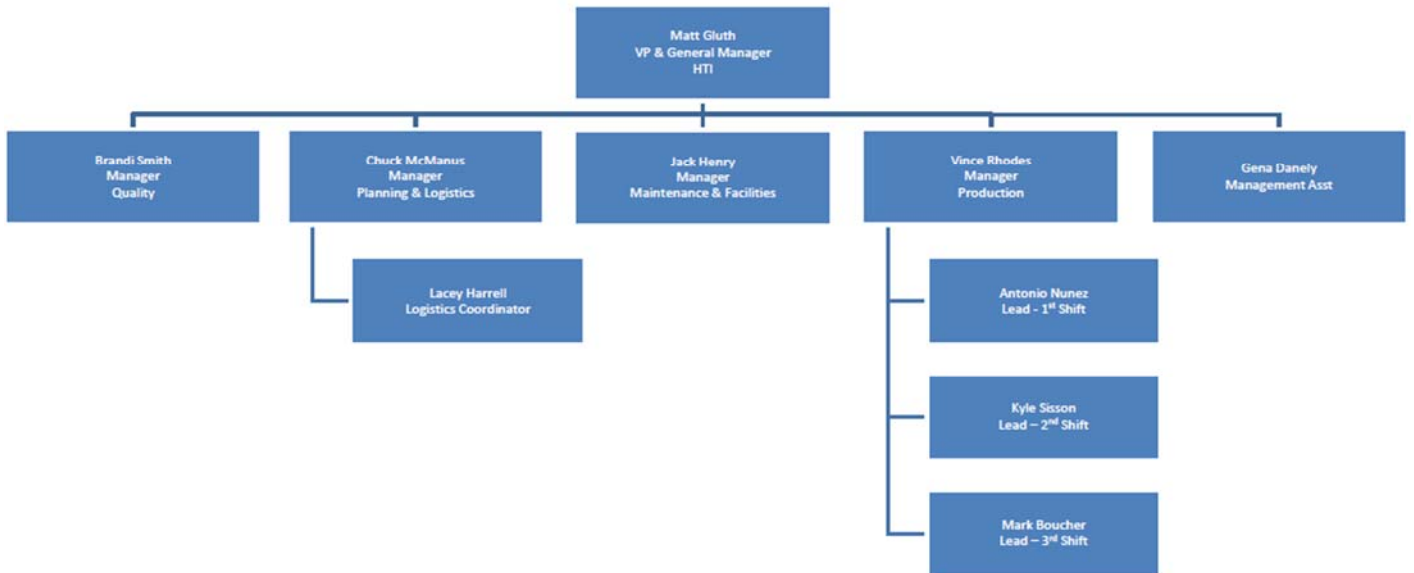 Matt Gluth
VP & General Manager
HTI
Brandi Smith
Manager
Quality
Chuck McManus
Manager
Planning & Logistics
Jack Henry
Manager
Maintenance & Facilities
Vince Rhodes
Manager
Production
Gena Danely
Management Asst
Lacey Harrell
Logistics Coordinator
Antonio Nunez
Lead - 1st Shift
Kyle Sisson
Lead – 2nd Shift
Mark Boucher
Lead – 3rd Shift